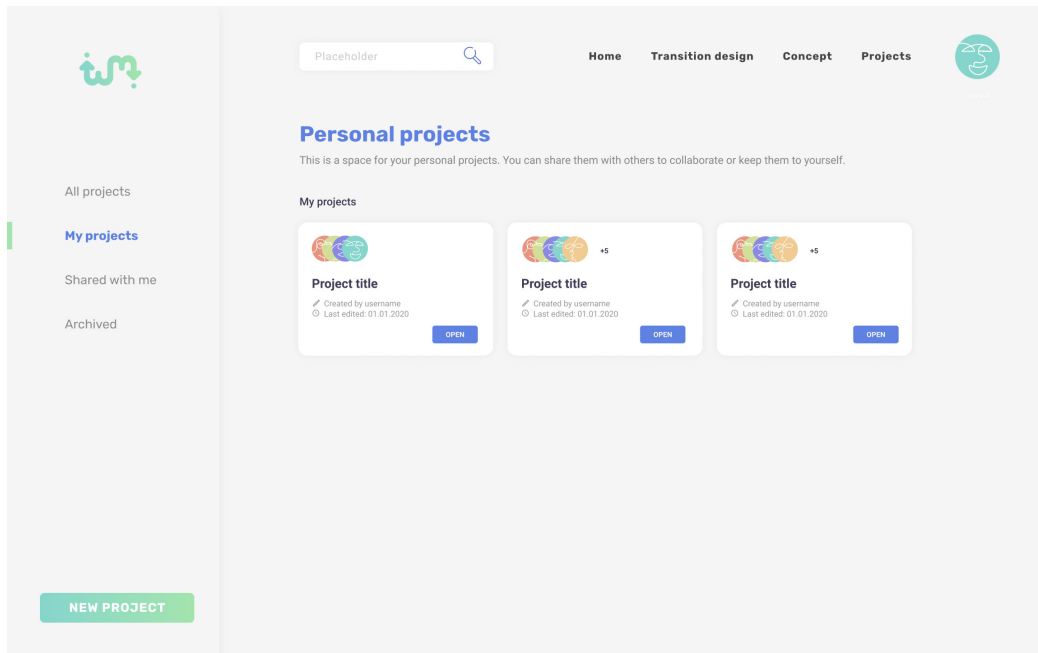 wm
Placeholder
Home
Transition design
Concept
Projects
All projects
My projects
Shared with me
Archived
NEW PROJECT
Personal projects
This is a space for your personal projects. You can share them with others to collaborate or keep them to yourself.
My projects
Project title
Created by username
Last edited: 01.01.2020
OPEN
+5
Project title
Created by username
Last edited: 01.01.2020
OPEN
+5
Project title
Created by username
Last edited: 01.01.2020
OPEN